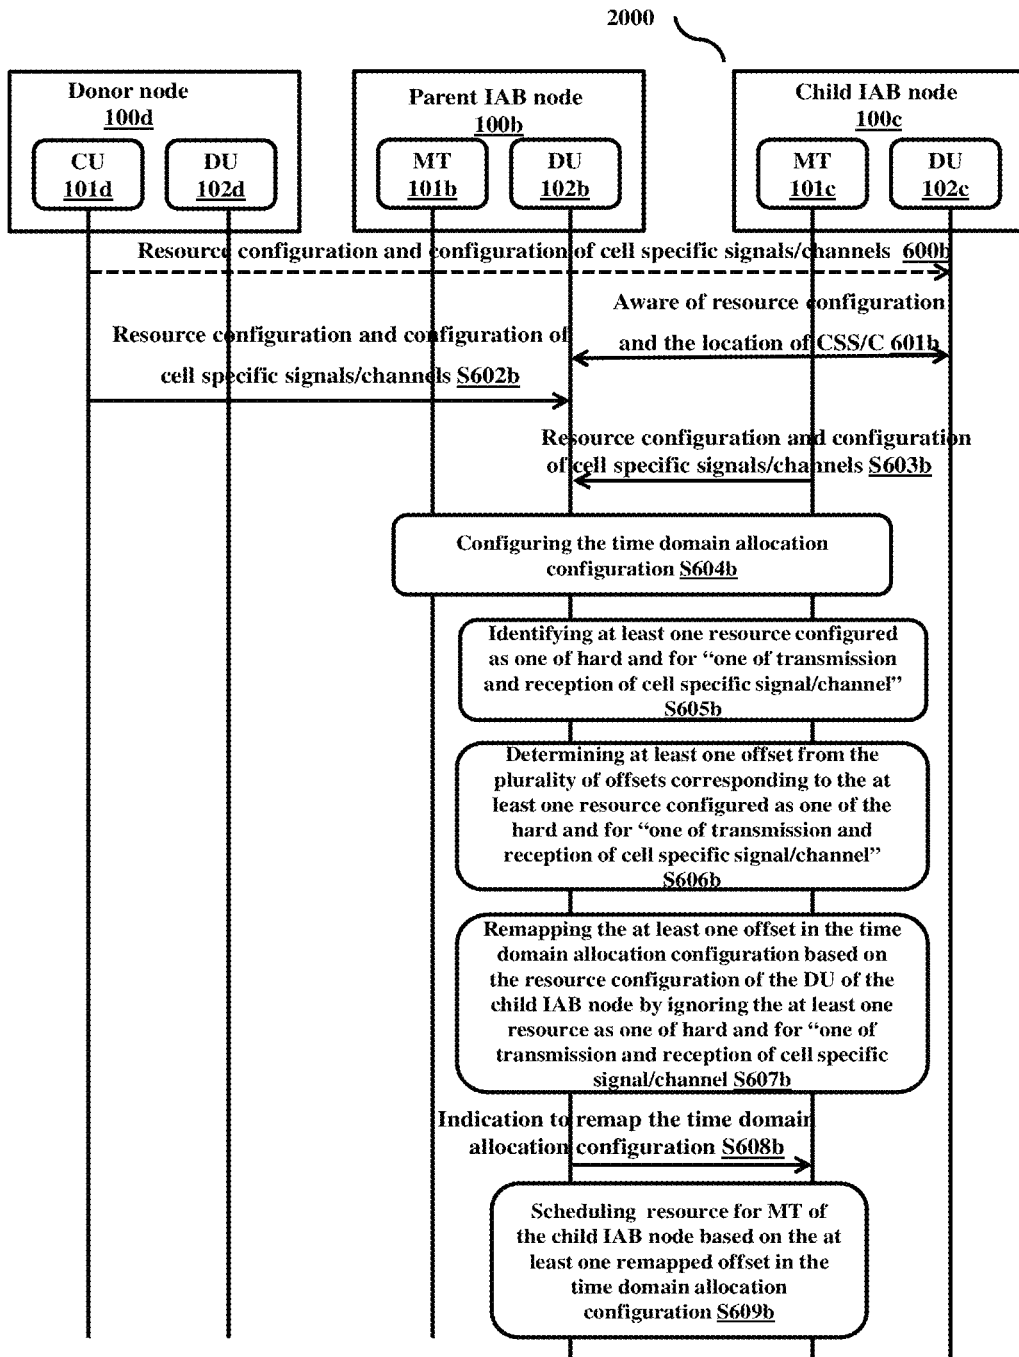 2000
Donor node
100d
CU
101d
DU
102d
Parent IAB node
100b
MT
101b
DU
102b
Child IAB node
100c
MT
101c
DU
102c
Resource configuration and configuration of cell specific signals/channels 600b
Aware of resource configuration
and the location of CSS/C 601b
Resource configuration and configuration of
cell specific signals/channels S602b
Resource configuration and configuration
of cell specific signals/channels S603b
Configuring the time domain allocation
configuration S604b
Identifying at least one resource configured
as one of hard and for “one of transmission
and reception of cell specific signal/channel”
S605b
Determining at least one offset from the
plurality of offsets corresponding to the at
least one resource configured as one of the
hard and for “one of transmission and
reception of cell specific signal/channel”
S606b
Remapping the at least one offset in the time
domain allocation configuration based on
the resource configuration of the DU of the
child IAB node by ignoring the at least one
resource as one of hard and for “one of
transmission and reception of cell specific
signal/channel S607b
Indication to remap the time domain
allocation configuration S608b
Scheduling resource for MT of
the child IAB node based on the at
least one remapped offset in the
time domain allocation
configuration S609b